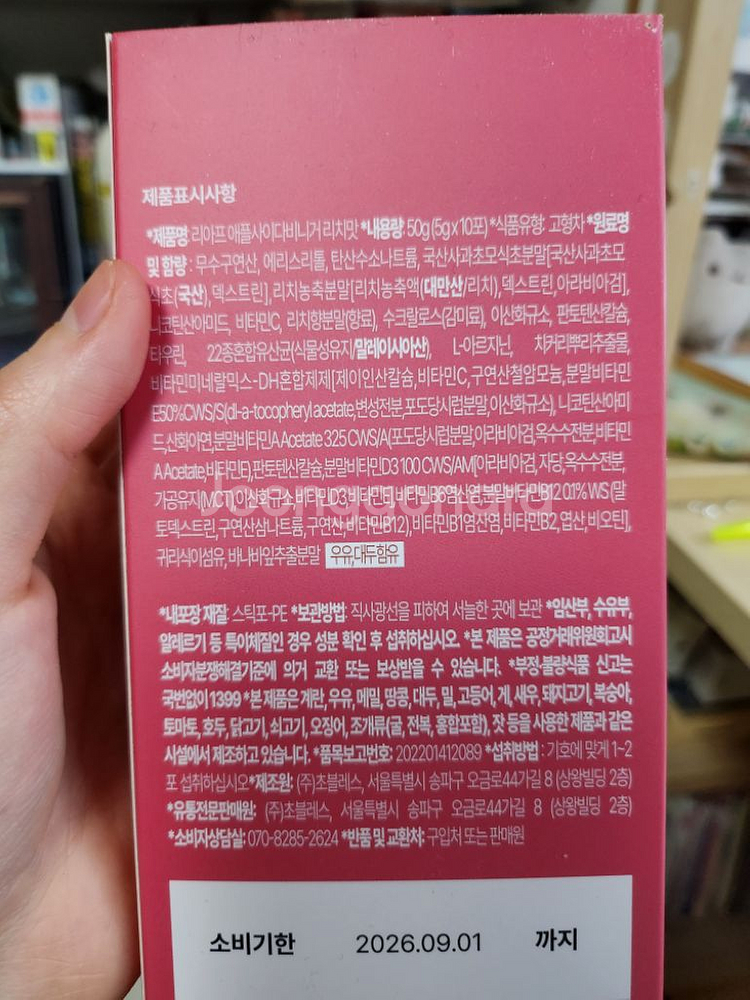 제품표시사항
*제품명: 리아프 애플사이다비니거 리치맛 *내용량: 50g (5g x 10포) *식품유형: 고형차 *원료명
및 함량 : 무수구연산, 에리스리톨, 탄산수소나트륨, 국산사과초모식초분말[국산사과초모
식초(국산), 덱스트린], 리치농축분말[리치농축액(대만산/리치), 덱스트린, 아라비아검],
니코틴산아미드, 비타민C, 리치향분말(향료), 수크랄로스(감미료), 이산화규소, 판토텐산칼슘,
타우린, 22종혼합유산균(식물성유지/말레이시아산), L-아르지닌, 치커리뿌리추출물,
비타민미네랄믹스-DH혼합제제[제이인산칼슘, 비타민C, 구연산철암모늄, 분말비타민
E50%CWS/S(dl-a-tocopheryl acetate, 변성전분, 포도당시럽분말, 이산화규소), 니코틴산아미
드, 산화아연, 분말비타민A Acetate 325 CWS/A(포도당시럽분말, 아라비아검, 옥수수전분, 비타민
A Acetate, 비타민E), 판토텐산칼슘, 분말비타민D3 100 CWS/AM[아라비아검, 자당, 옥수수전분,
가공유지(MCT), 이산화규소, 비타민D3, 비타민E], 비타민B6염산염, 분말비타민B12 0.1% WS (말
토덱스트린, 구연산삼나트륨, 구연산, 비타민B12), 비타민B1염산염, 비타민B2, 엽산, 비오틴],
귀리식이섬유, 바나바잎추출분말 우유, 대두 함유
*내포장 재질: 스틱포-PE *보관방법: 직사광선을 피하여 서늘한 곳에 보관 *임산부, 수유부,
알레르기 등 특이체질인 경우 성분 확인 후 섭취하십시오. *본 제품은 공정거래위원회고시
소비자분쟁해결기준에 의거 교환 또는 보상받을 수 있습니다. *부정·불량식품 신고는
국번없이 1399 *본 제품은 계란, 우유, 메밀, 땅콩, 대두, 밀, 고등어, 게, 새우, 돼지고기, 복숭아,
토마토, 호두, 닭고기, 쇠고기, 오징어, 조개류(굴, 전복, 홍합포함), 잣 등을 사용한 제품과 같은
시설에서 제조하고 있습니다. *품목보고번호: 202201412089 *섭취방법 : 기호에 맞게 1~2
포 섭취하십시오 *제조원: (주)초블레스, 서울특별시 송파구 오금로44가길 8 (상왕빌딩 2층)
*유통전문판매원: (주)초블레스, 서울특별시 송파구 오금로44가길 8 (상왕빌딩 2층)
*소비자상담실: 070-8285-2624 *반품 및 교환처: 구입처 또는 판매원
소비기한 2026.09.01 까지